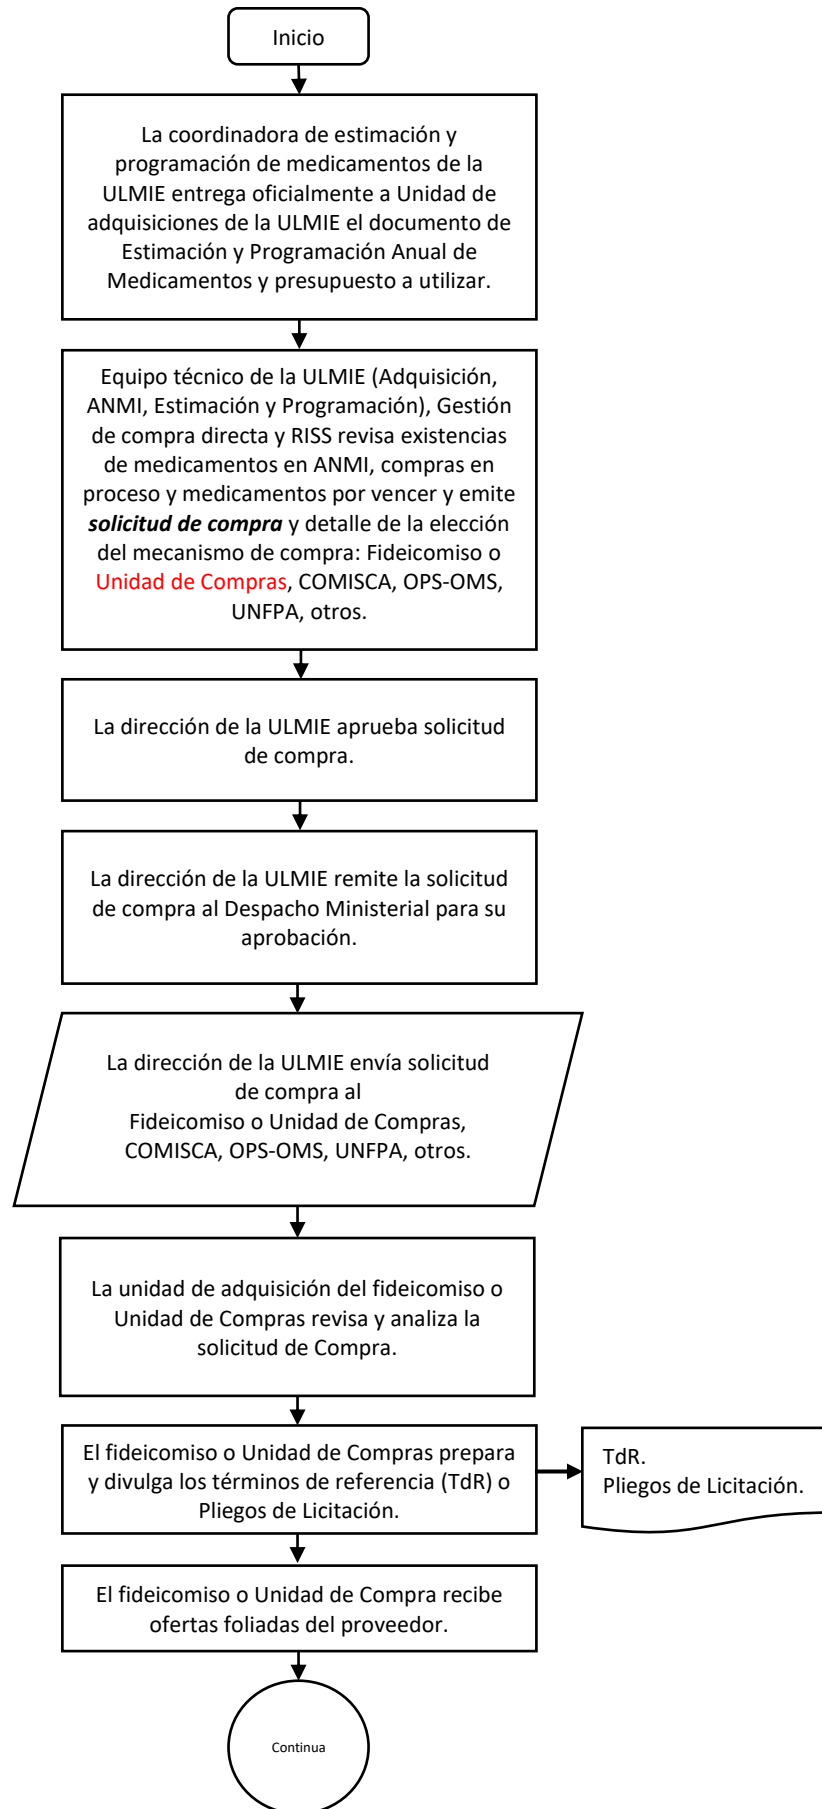 Inicio
La coordinadora de estimación y
programación de medicamentos de la
ULMIE entrega oficialmente a Unidad de
adquisiciones de la ULMIE el documento de
Estimación y Programación Anual de
Medicamentos y presupuesto a utilizar.
Equipo técnico de la ULMIE (Adquisición,
ANMI, Estimación y Programación), Gestión
de compra directa y RISS revisa existencias
de medicamentos en ANMI, compras en
proceso y medicamentos por vencer y emite
solicitud de compra y detalle de la elección
del mecanismo de compra: Fideicomiso o
Unidad de Compras, COMISCA, OPS-OMS,
UNFPA, otros.
La dirección de la ULMIE aprueba solicitud
de compra.
La dirección de la ULMIE remite la solicitud
de compra al Despacho Ministerial para su
aprobación.
La dirección de la ULMIE envía solicitud
de compra al
Fideicomiso o Unidad de Compras,
COMISCA, OPS-OMS, UNFPA, otros.
La unidad de adquisición del fideicomiso o
Unidad de Compras revisa y analiza la
solicitud de Compra.
El fideicomiso o Unidad de Compras prepara
y divulga los términos de referencia (TdR) o
Pliegos de Licitación.
TdR.
Pliegos de Licitación.
El fideicomiso o Unidad de Compra recibe
ofertas foliadas del proveedor.
Continua